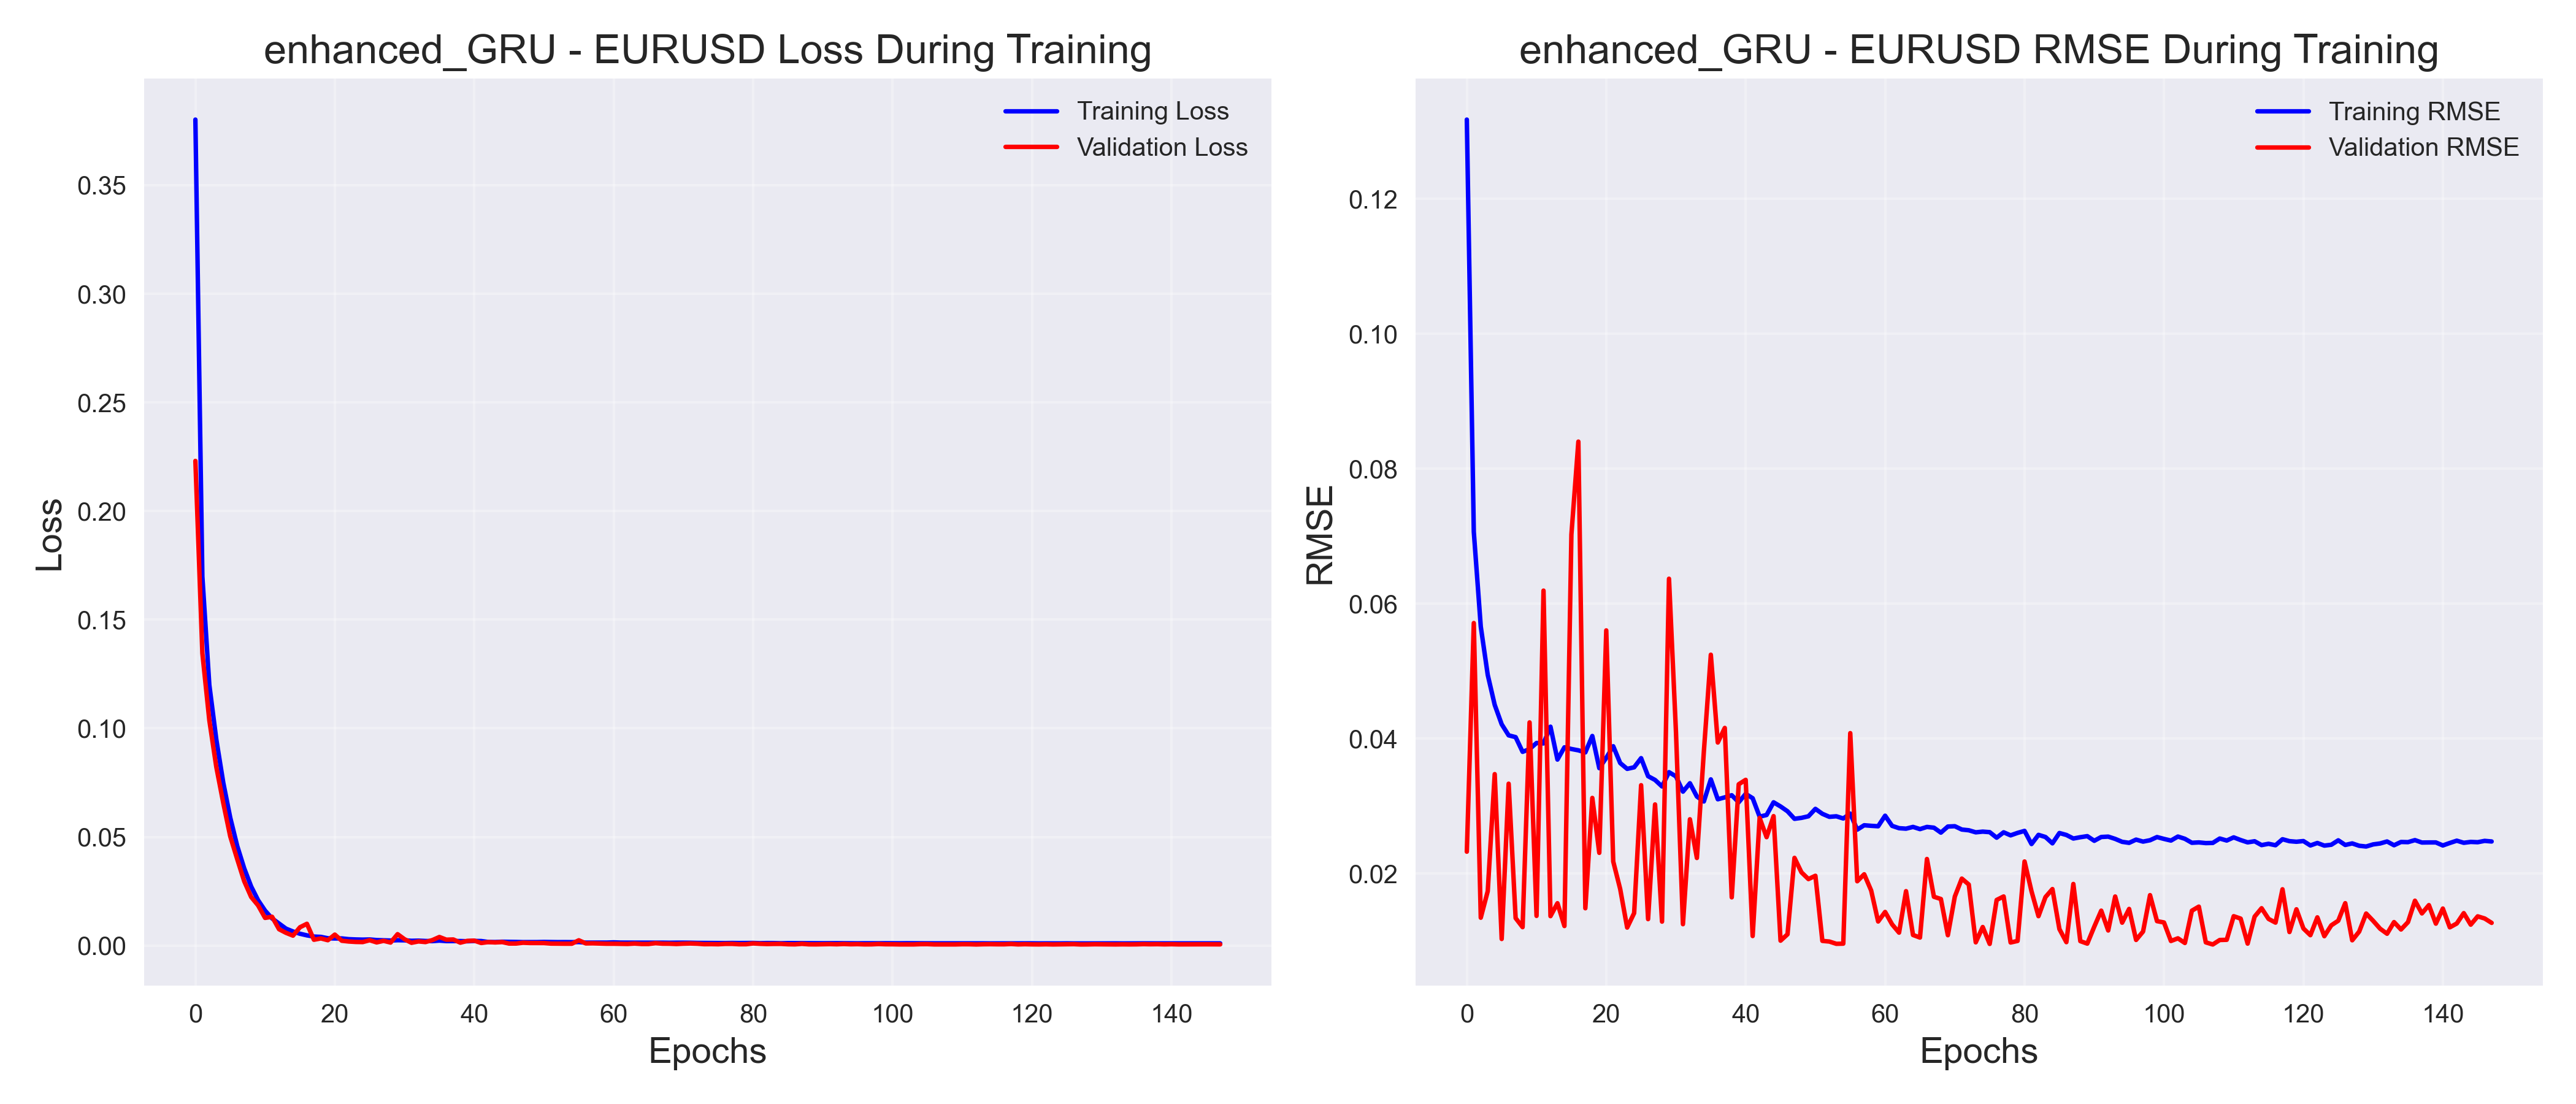 enhanced_GRU - EURUSD Loss During Training
Training Loss
Validation Loss
0.35
0.30
0.25
0.20
0.15
0.10
0.05
0.00
Loss
0 20 40 60 80 100 120 140
Epochs
enhanced_GRU - EURUSD RMSE During Training
Training RMSE
Validation RMSE
0.12
0.10
0.08
0.06
0.04
0.02
RMSE
0 20 40 60 80 100 120 140
Epochs